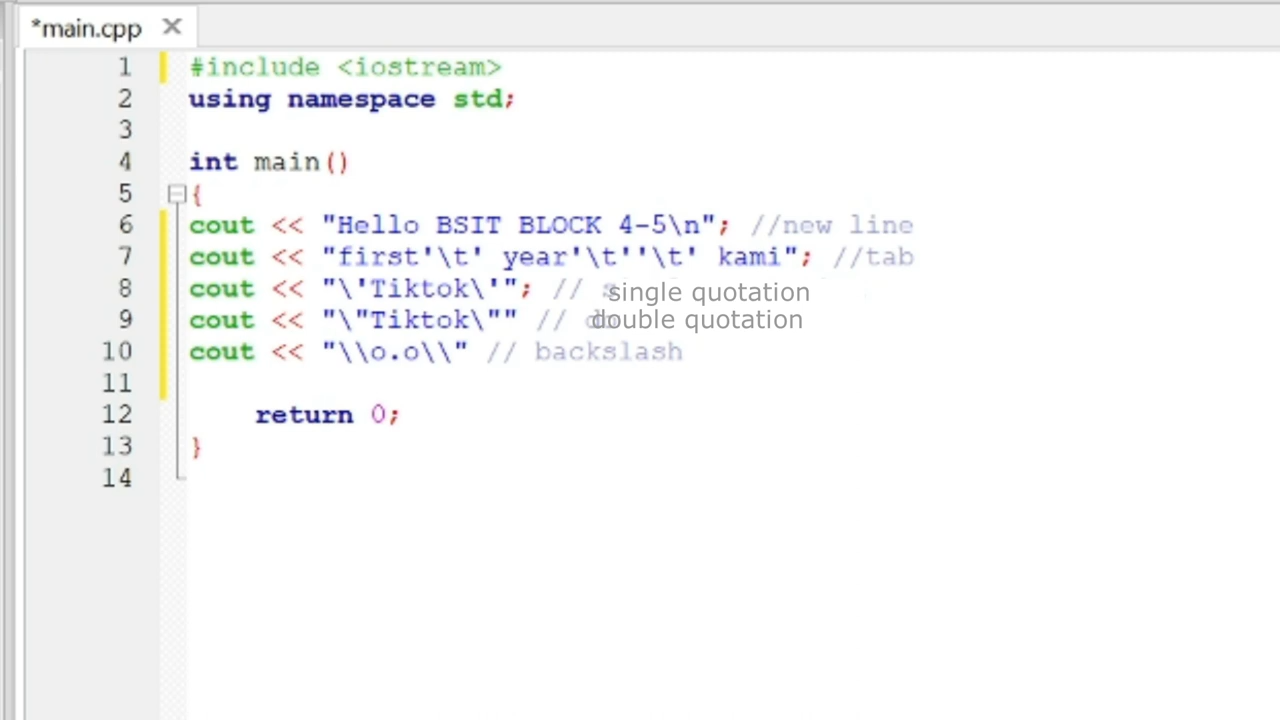 *main.cpp ✕
1 #include <iostream>
2 using namespace std;
3
4 int main()
5 {
6 cout << "Hello BSIT BLOCK 4-5\n"; //new line
7 cout << "first'\t' year'\t''\t' kami"; //tab
8 cout << "\'Tiktok\'"; // single quotation
9 cout << "\"Tiktok\"" // double quotation
10 cout << "\\o.o\\" // backslash
11
12 return 0;
13 }
14